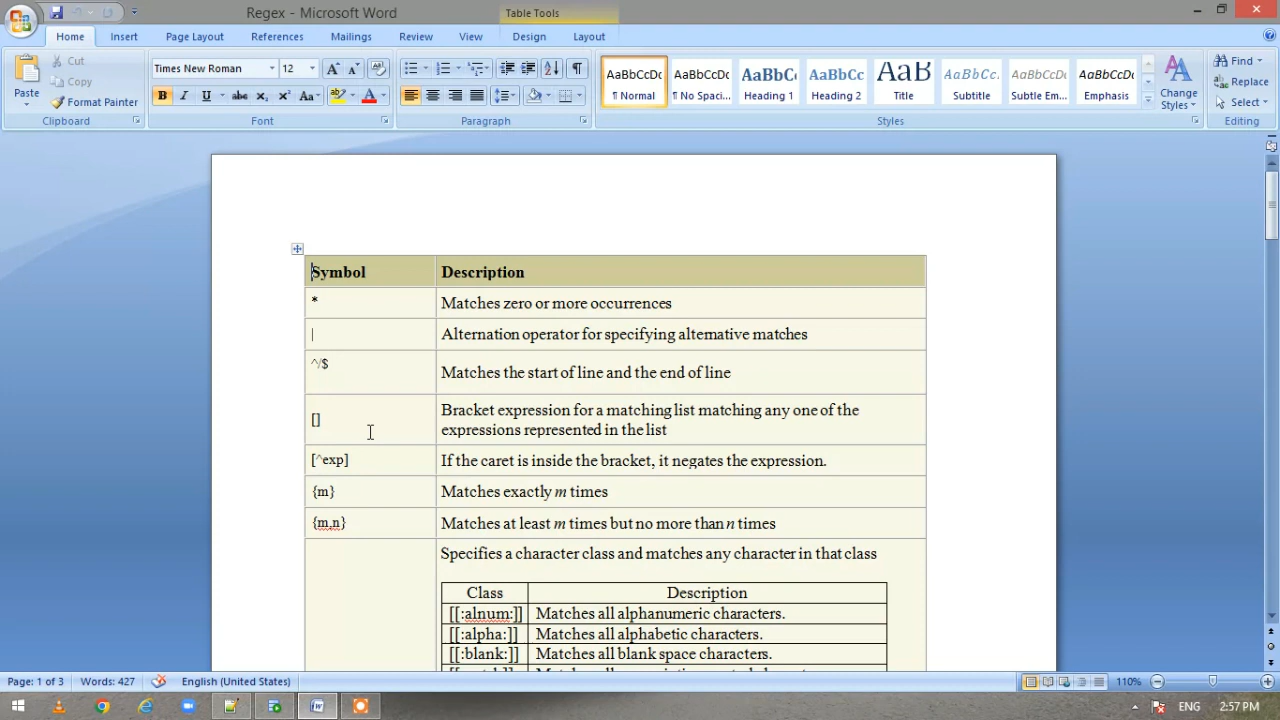 Regex - Microsoft Word
Table Tools
Home
Insert
Page Layout
References
Mailings
Review
View
Design
Layout
Paste
Cut
Copy
Format Painter
Clipboard
Times New Roman
12
Font
Paragraph
AaBbCcDc
¶ Normal
AaBbCcDc
¶ No Spaci...
AaBbC‹
Heading 1
AaBbCc
Heading 2
AaB
Title
AaBbCc.
Subtitle
AaBbCcDt
Subtle Em...
AaBbCcDt
Emphasis
Change
Styles
Styles
Find
Replace
Select
Editing
Symbol Description
* Matches zero or more occurrences
| Alternation operator for specifying alternative matches
^/$ Matches the start of line and the end of line
[] Bracket expression for a matching list matching any one of the
expressions represented in the list
[^exp] If the caret is inside the bracket, it negates the expression.
{m} Matches exactly m times
{m,n} Matches at least m times but no more than n times
Specifies a character class and matches any character in that class
Class Description
[[:alnum:]] Matches all alphanumeric characters.
[[:alpha:]] Matches all alphabetic characters.
[[:blank:]] Matches all blank space characters.
Page: 1 of 3
Words: 427
English (United States)
110%
ENG
2:57 PM